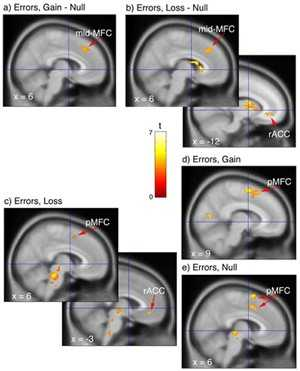 a) Errors, Gain - Null
mid-MFC
x = 6
b) Errors, Loss - Null
mid-MFC
x = 6
rACC
x = -12
t
7
0
c) Errors, Loss
pMFC
x = 6
rACC
x = -3
d) Errors, Gain
pMFC
x = 9
e) Errors, Null
pMFC
x = 6